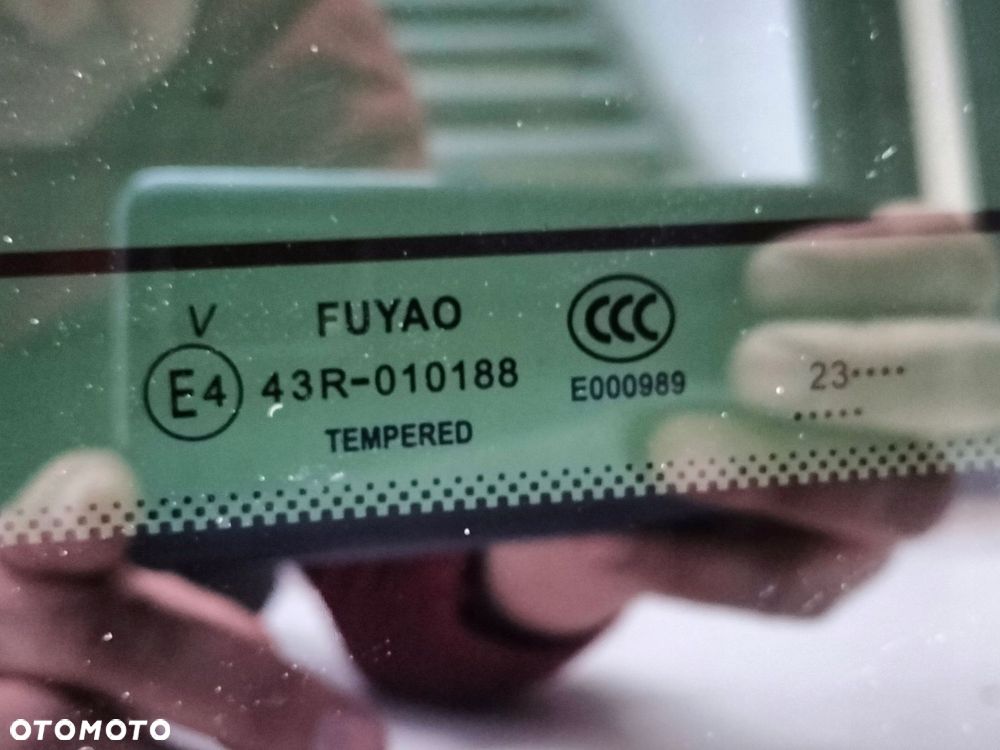 V FUYAO CCC
E4 43R-010188 E000989 23••••
•••••
TEMPERED
OTOMOTO